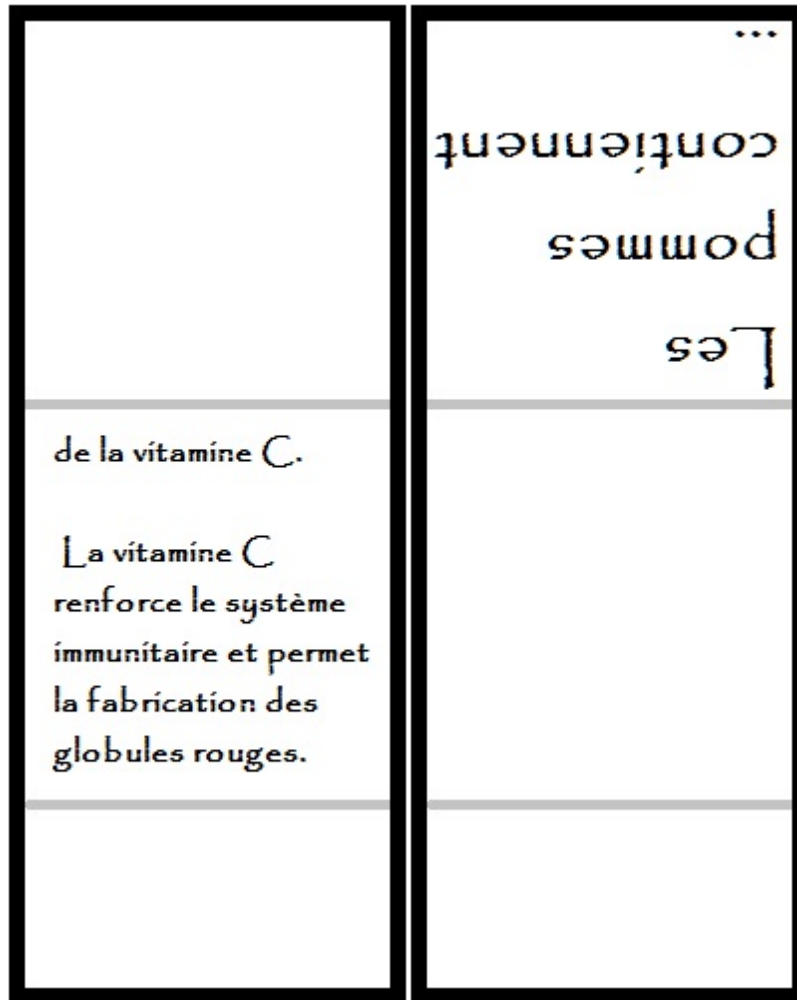 Les
pommes
contiennent
...
de la vitamine C.
La vitamine C
renforce le système
immunitaire et permet
la fabrication des
globules rouges.